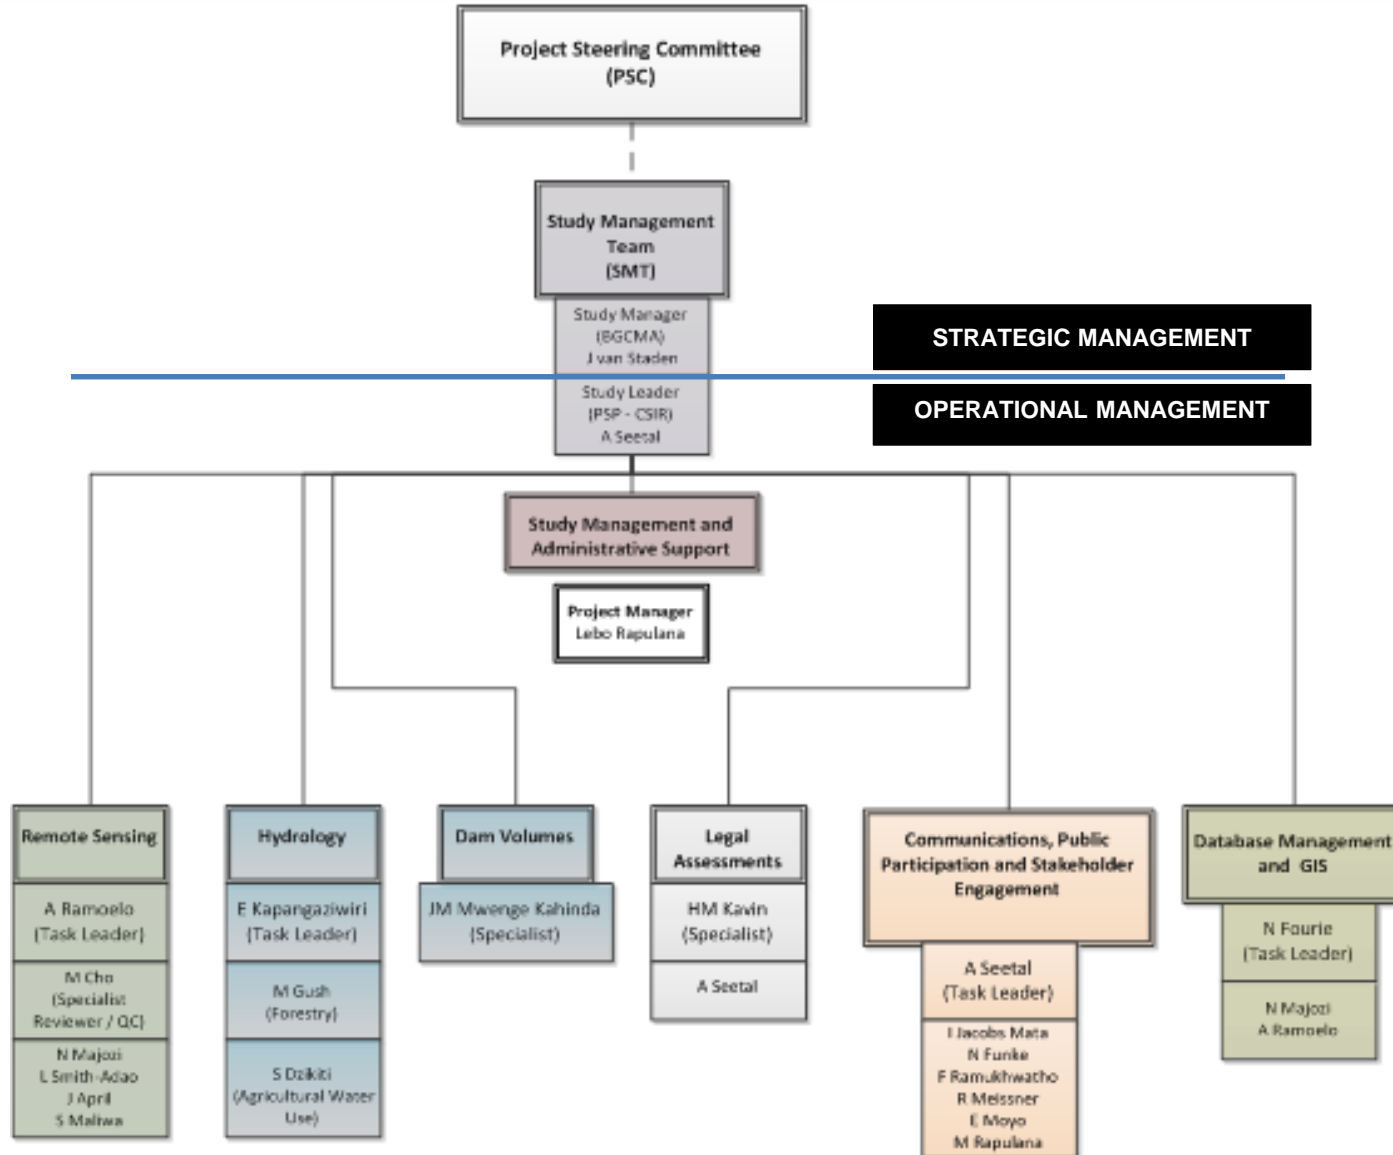 Project Steering Committee
(PSC)
Study Management
Team
(SMT)
Study Manager
(BGCMA)
J van Staden
STRATEGIC MANAGEMENT
Study Leader
(PSP - CSIR)
A Seetal
OPERATIONAL MANAGEMENT
Study Management and
Administrative Support
Project Manager
Lebo Rapulana
Remote Sensing
A Ramoelo
(Task Leader)
M Cho
(Specialist
Reviewer / QC)
N Majozi
L Smith-Adao
J April
S Maliwa
Hydrology
E Kapangaziwiri
(Task Leader)
M Gush
(Forestry)
S Dzikiti
(Agricultural Water
Use)
Dam Volumes
JM Mwenge Kahinda
(Specialist)
Legal
Assessments
HM Kavin
(Specialist)
A Seetal
Communications, Public
Participation and Stakeholder
Engagement
A Seetal
(Task Leader)
I Jacobs Mata
N Funke
F Ramukhwatho
R Meissner
E Moyo
M Rapulana
Database Management
and GIS
N Fourie
(Task Leader)
N Majozi
A Ramoelo